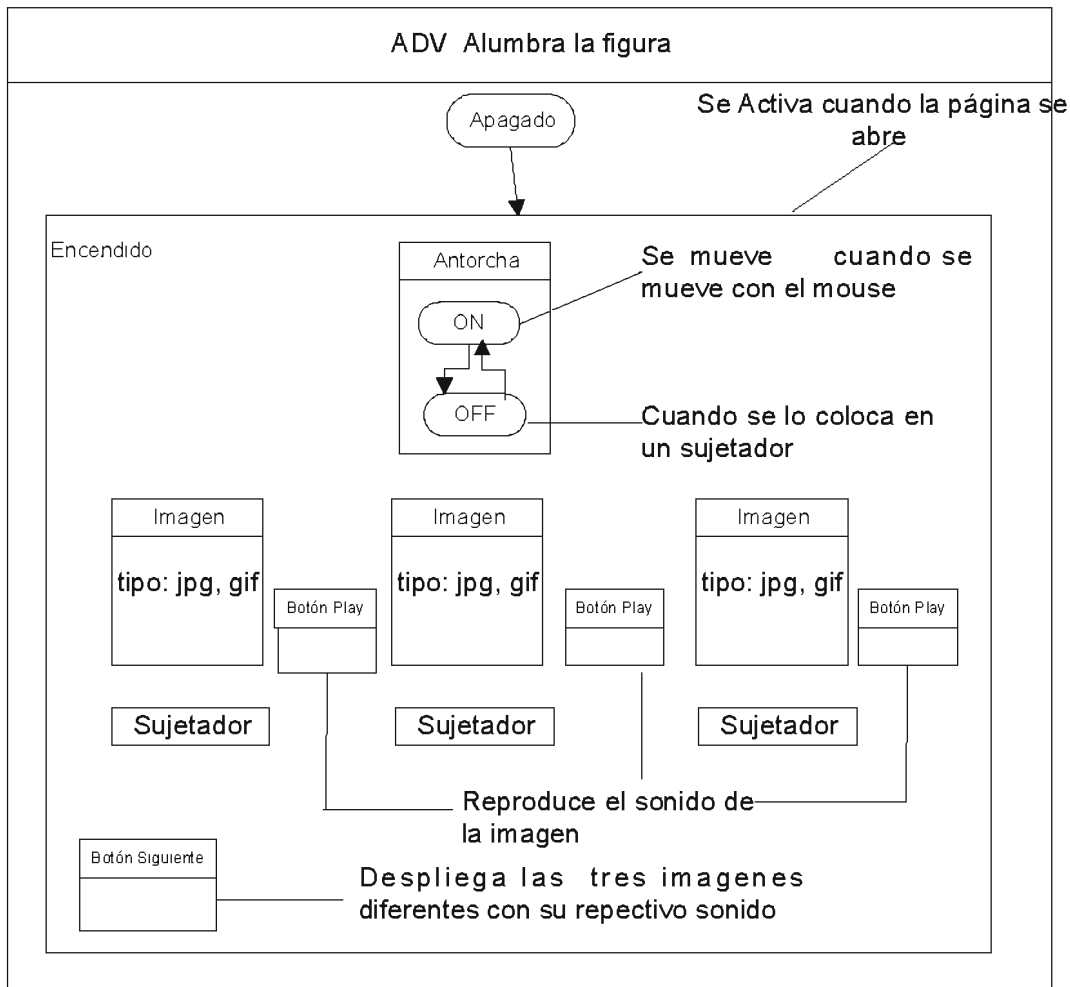 ADV Alumbra la figura
Apagado
Se Activa cuando la página se
abre
Encendido
Antorcha
ON
OFF
Se mueve cuando se
mueve con el mouse
Cuando se lo coloca en
un sujetador
Imagen
tipo: jpg, gif
Botón Play
Imagen
tipo: jpg, gif
Botón Play
Imagen
tipo: jpg, gif
Botón Play
Sujetador
Sujetador
Sujetador
Reproduce el sonido de
la imagen
Botón Siguiente
Despliega las tres imagenes
diferentes con su repectivo sonido